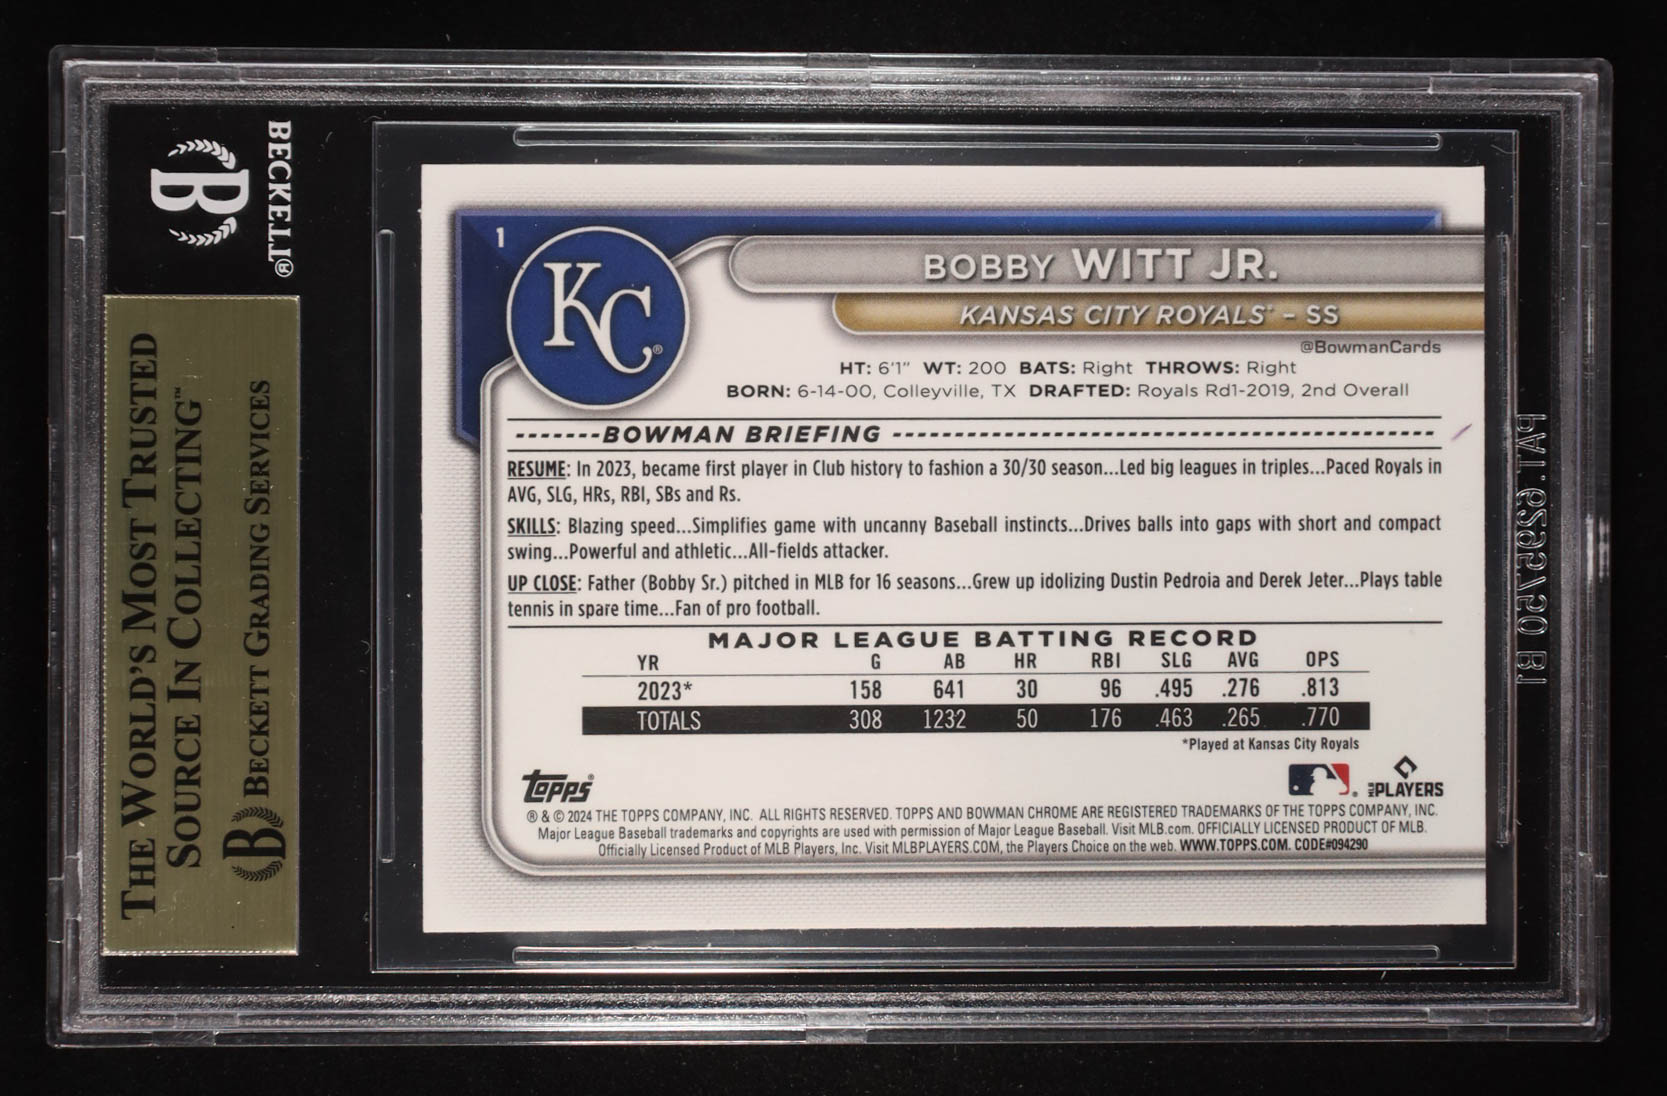 BECKETT®
B
THE WORLD'S MOST TRUSTED
SOURCE IN COLLECTING™
B BECKETT GRADING SERVICES
1
KC®
BOBBY WITT JR.
KANSAS CITY ROYALS® – SS
@BowmanCards
HT: 6'1" WT: 200 BATS: Right THROWS: Right
BORN: 6-14-00, Colleyville, TX DRAFTED: Royals Rd1-2019, 2nd Overall
BOWMAN BRIEFING
RESUME: In 2023, became first player in Club history to fashion a 30/30 season...Led big leagues in triples...Paced Royals in
AVG, SLG, HRs, RBI, SBs and Rs.
SKILLS: Blazing speed...Simplifies game with uncanny Baseball instincts...Drives balls into gaps with short and compact
swing...Powerful and athletic...All-fields attacker.
UP CLOSE: Father (Bobby Sr.) pitched in MLB for 16 seasons...Grew up idolizing Dustin Pedroia and Derek Jeter...Plays table
tennis in spare time...Fan of pro football.
MAJOR LEAGUE BATTING RECORD
YR G AB HR RBI SLG AVG OPS
2023* 158 641 30 96 .495 .276 .813
TOTALS 308 1232 50 176 .463 .265 .770
*Played at Kansas City Royals
Topps®
MLB PLAYERS
® & © 2024 THE TOPPS COMPANY, INC. ALL RIGHTS RESERVED. TOPPS AND BOWMAN CHROME ARE REGISTERED TRADEMARKS OF THE TOPPS COMPANY, INC.
Major League Baseball trademarks and copyrights are used with permission of Major League Baseball. Visit MLB.com. OFFICIALLY LICENSED PRODUCT OF MLB.
Officially Licensed Product of MLB Players, Inc. Visit MLBPLAYERS.COM, the Players Choice on the web. WWW.TOPPS.COM. CODE#094290
PAT. 6295750 B1